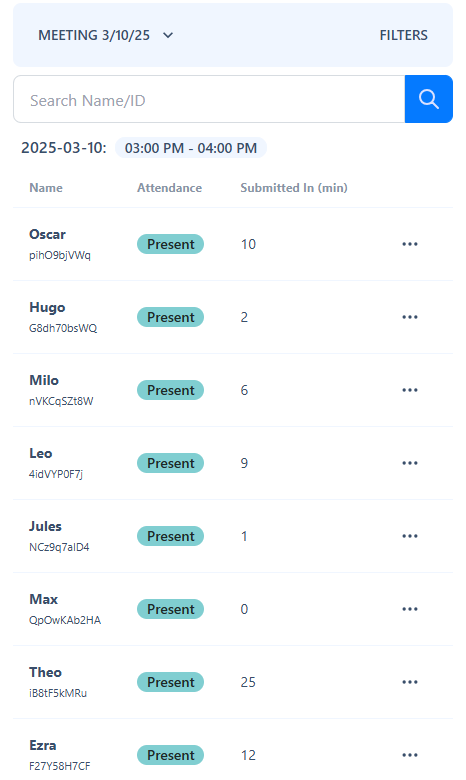 MEETING 3/10/25 FILTERS
Search Name/ID
2025-03-10: 03:00 PM - 04:00 PM
Name Attendance Submitted In (min)
Oscar
pihO9bjVWq
Present 10
Hugo
G8dh70bsWQ
Present 2
Milo
nVKCqSZt8W
Present 6
Leo
4idVYP0F7j
Present 9
Jules
NCz9q7alD4
Present 1
Max
QpOwKAb2HA
Present 0
Theo
iB8tF5kMRu
Present 25
Ezra
F27Y58H7CF
Present 12